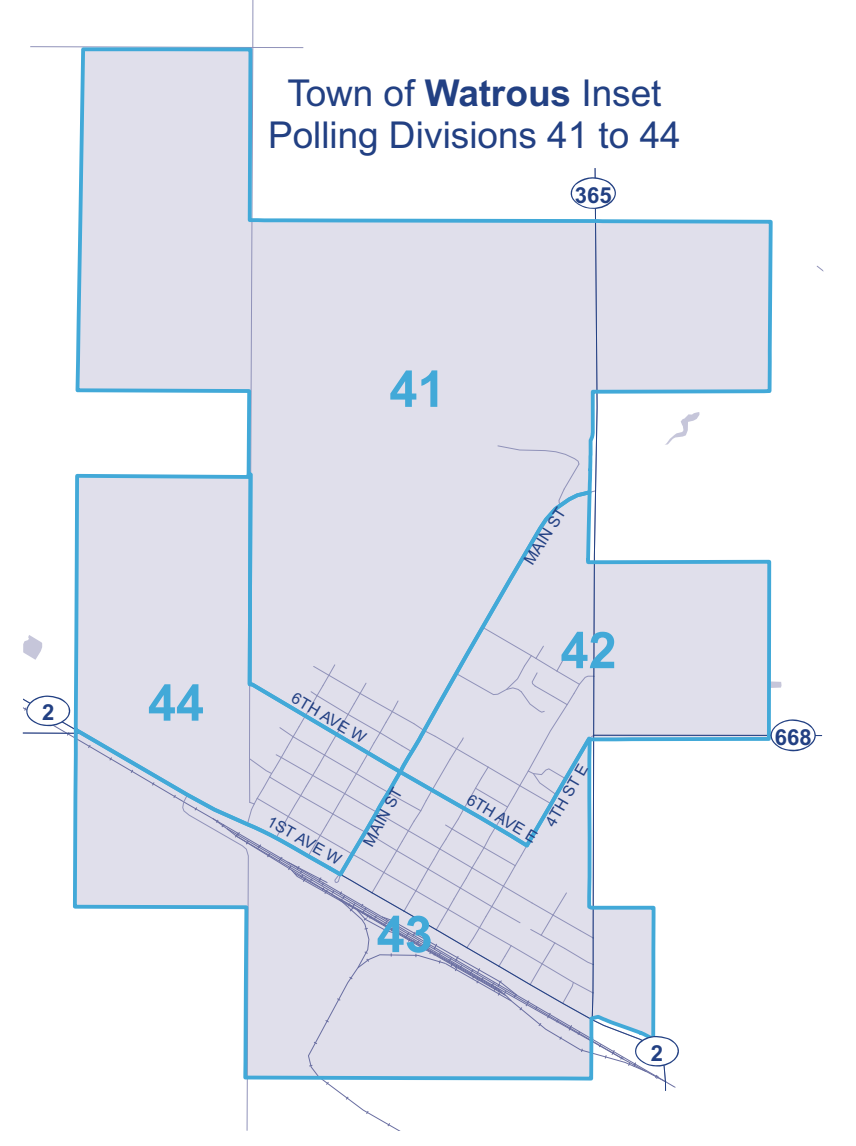 Town of Watrous Inset
Polling Divisions 41 to 44
365
41
MAIN ST
42
44
6TH AVE W
2
668
4TH ST E
MAIN ST
6TH AVE E
1ST AVE W
43
2